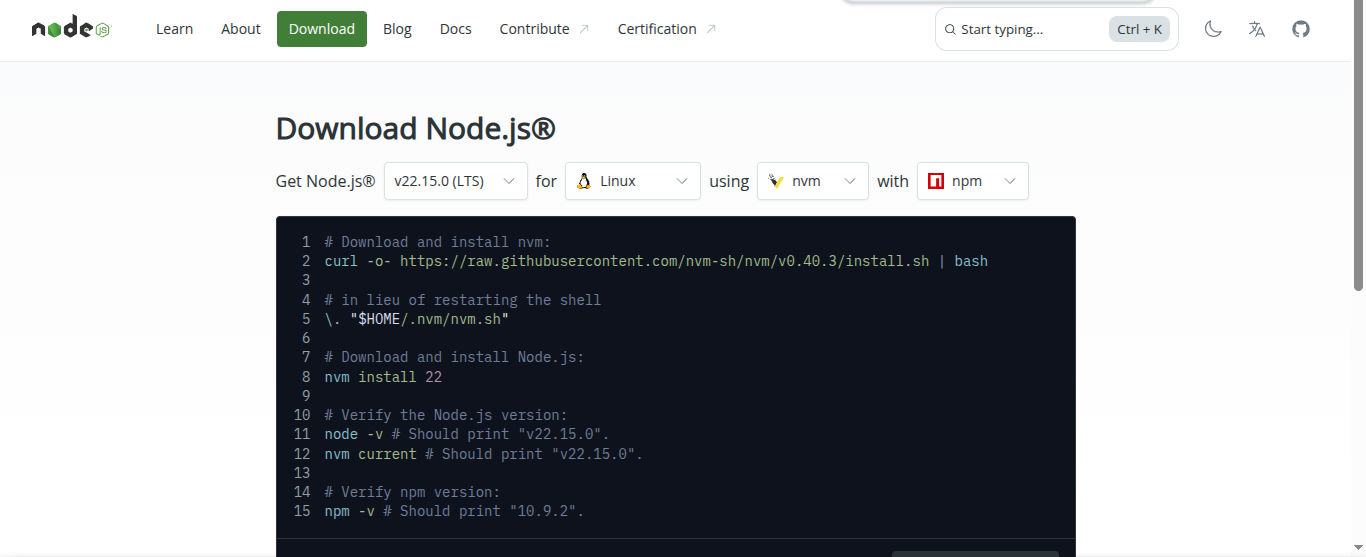 node JS Learn About Download Blog Docs Contribute Certification Start typing... Ctrl + K
Download Node.js®
Get Node.js® v22.15.0 (LTS) for Linux using nvm with npm
1 # Download and install nvm:
2 curl -o- https://raw.githubusercontent.com/nvm-sh/nvm/v0.40.3/install.sh | bash
3
4 # in lieu of restarting the shell
5 \. "$HOME/.nvm/nvm.sh"
6
7 # Download and install Node.js:
8 nvm install 22
9
10 # Verify the Node.js version:
11 node -v # Should print "v22.15.0".
12 nvm current # Should print "v22.15.0".
13
14 # Verify npm version:
15 npm -v # Should print "10.9.2".